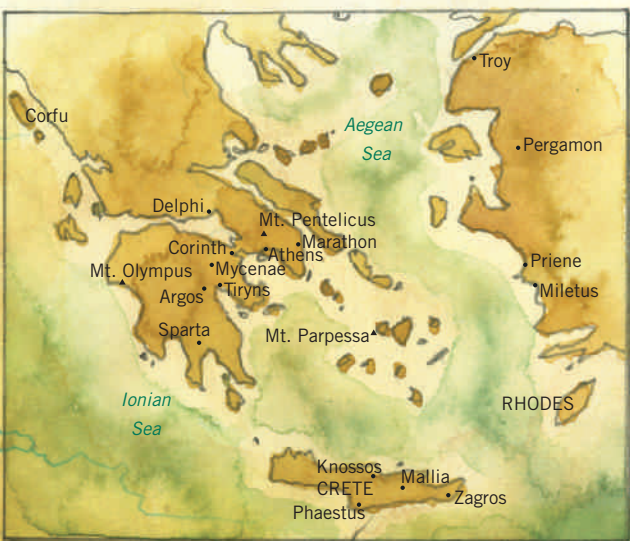 Troy
Corfu
Aegean
Sea
Pergamon
Delphi
Mt. Pentelicus
Marathon
Corinth
Athens
Mt. Olympus
Mycenae
Priene
Argos
Tiryns
Miletus
Sparta
Mt. Parpessa
Ionian
Sea
RHODES
Knossos
Mallia
CRETE
Zagros
Phaestus